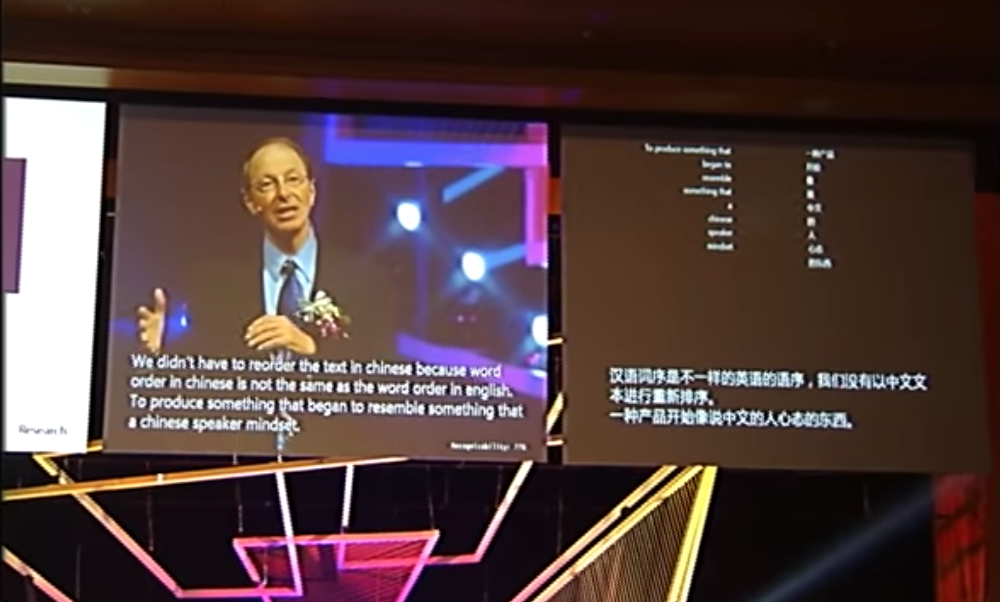 Research
We didn't have to reorder the text in chinese because word
order in chinese is not the same as the word order in english.
To produce something that began to resemble something that
a chinese speaker mindset.
Recognizability: 77%
To produce something that
began to
resemble
something that
a
chinese
speaker
mindset
一种产品
开始
像
说
中文
的
人
心态
的东西
汉语词序是不一样的英语的语序，我们没有以中文文
本进行重新排序。
一种产品开始像说中文的人心态的东西。